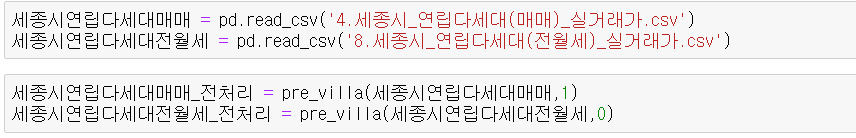 세종시연립다세대매매 = pd.read_csv('4.세종시_연립다세대(매매)_실거래가.csv')
세종시연립다세대전월세 = pd.read_csv('8.세종시_연립다세대(전월세)_실거래가.csv')
세종시연립다세대매매_전처리 = pre_villa(세종시연립다세대매매,1)
세종시연립다세대전월세_전처리 = pre_villa(세종시연립다세대전월세,0)